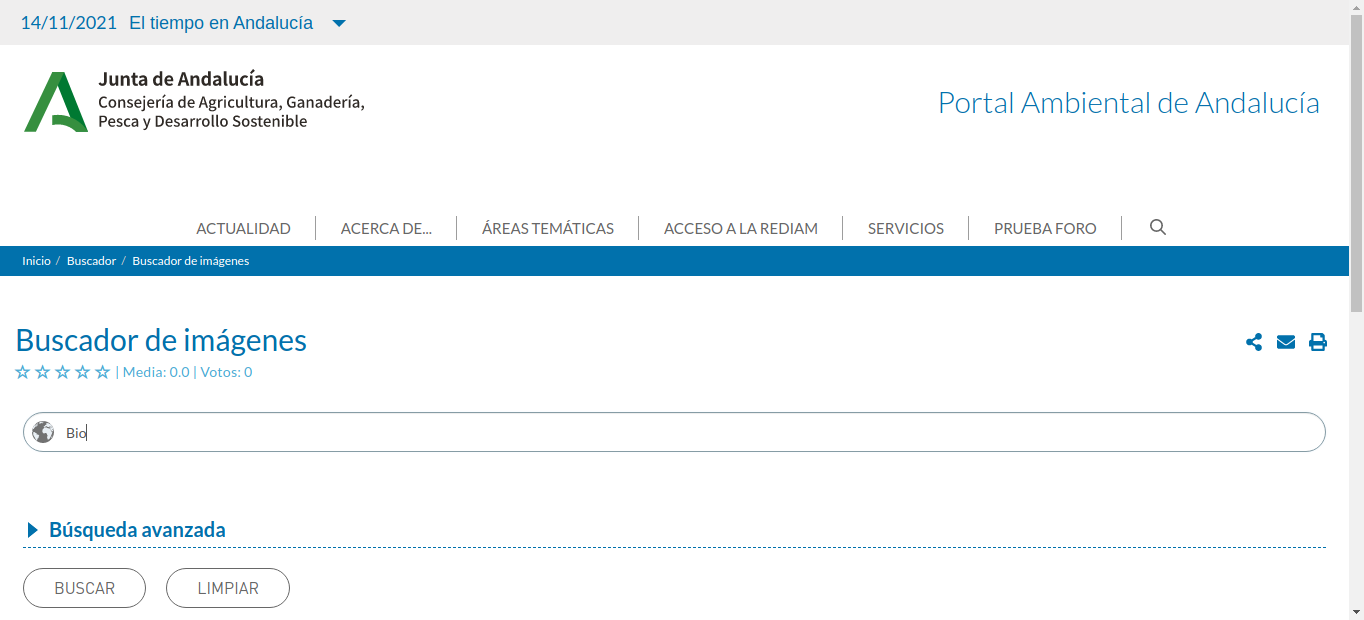 14/11/2021 El tiempo en Andalucía
Junta de Andalucía
Consejería de Agricultura, Ganadería,
Pesca y Desarrollo Sostenible
Portal Ambiental de Andalucía
ACTUALIDAD ACERCA DE... ÁREAS TEMÁTICAS ACCESO A LA REDIAM SERVICIOS PRUEBA FORO
Inicio / Buscador / Buscador de imágenes
Buscador de imágenes
| Media: 0.0 | Votos: 0
Bio
Búsqueda avanzada
BUSCAR LIMPIAR